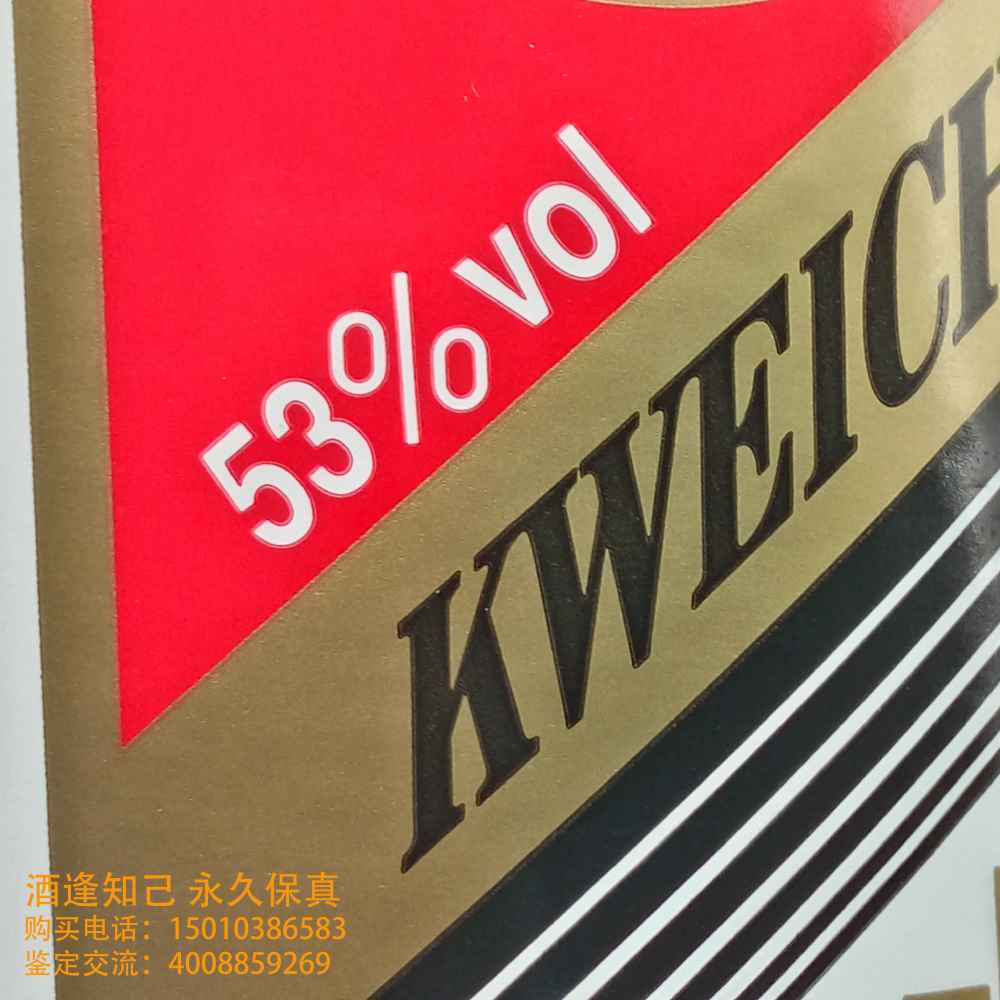 53%vol
KWEICH
酒逢知己 永久保真
购买电话：15010386583
鉴定交流：4008859269